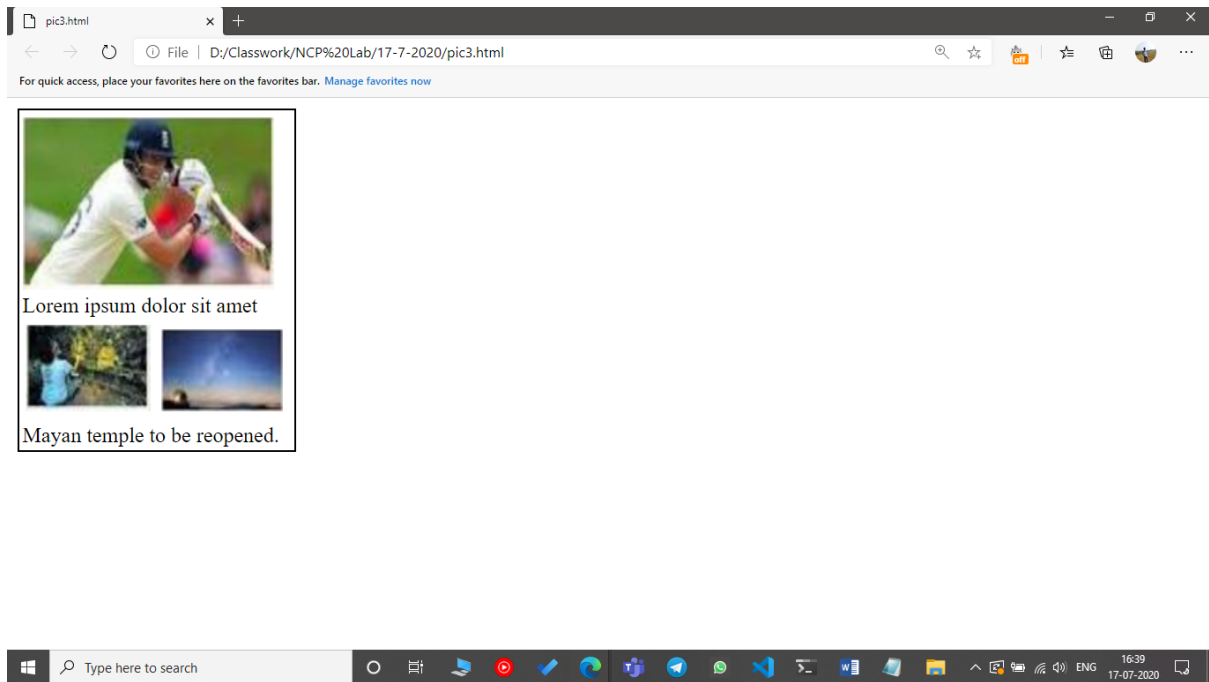 pic3.html
File | D:/Classwork/NCP%20Lab/17-7-2020/pic3.html
off
For quick access, place your favorites here on the favorites bar. Manage favorites now
Lorem ipsum dolor sit amet
Mayan temple to be reopened.
Type here to search
ENG
16:39
17-07-2020